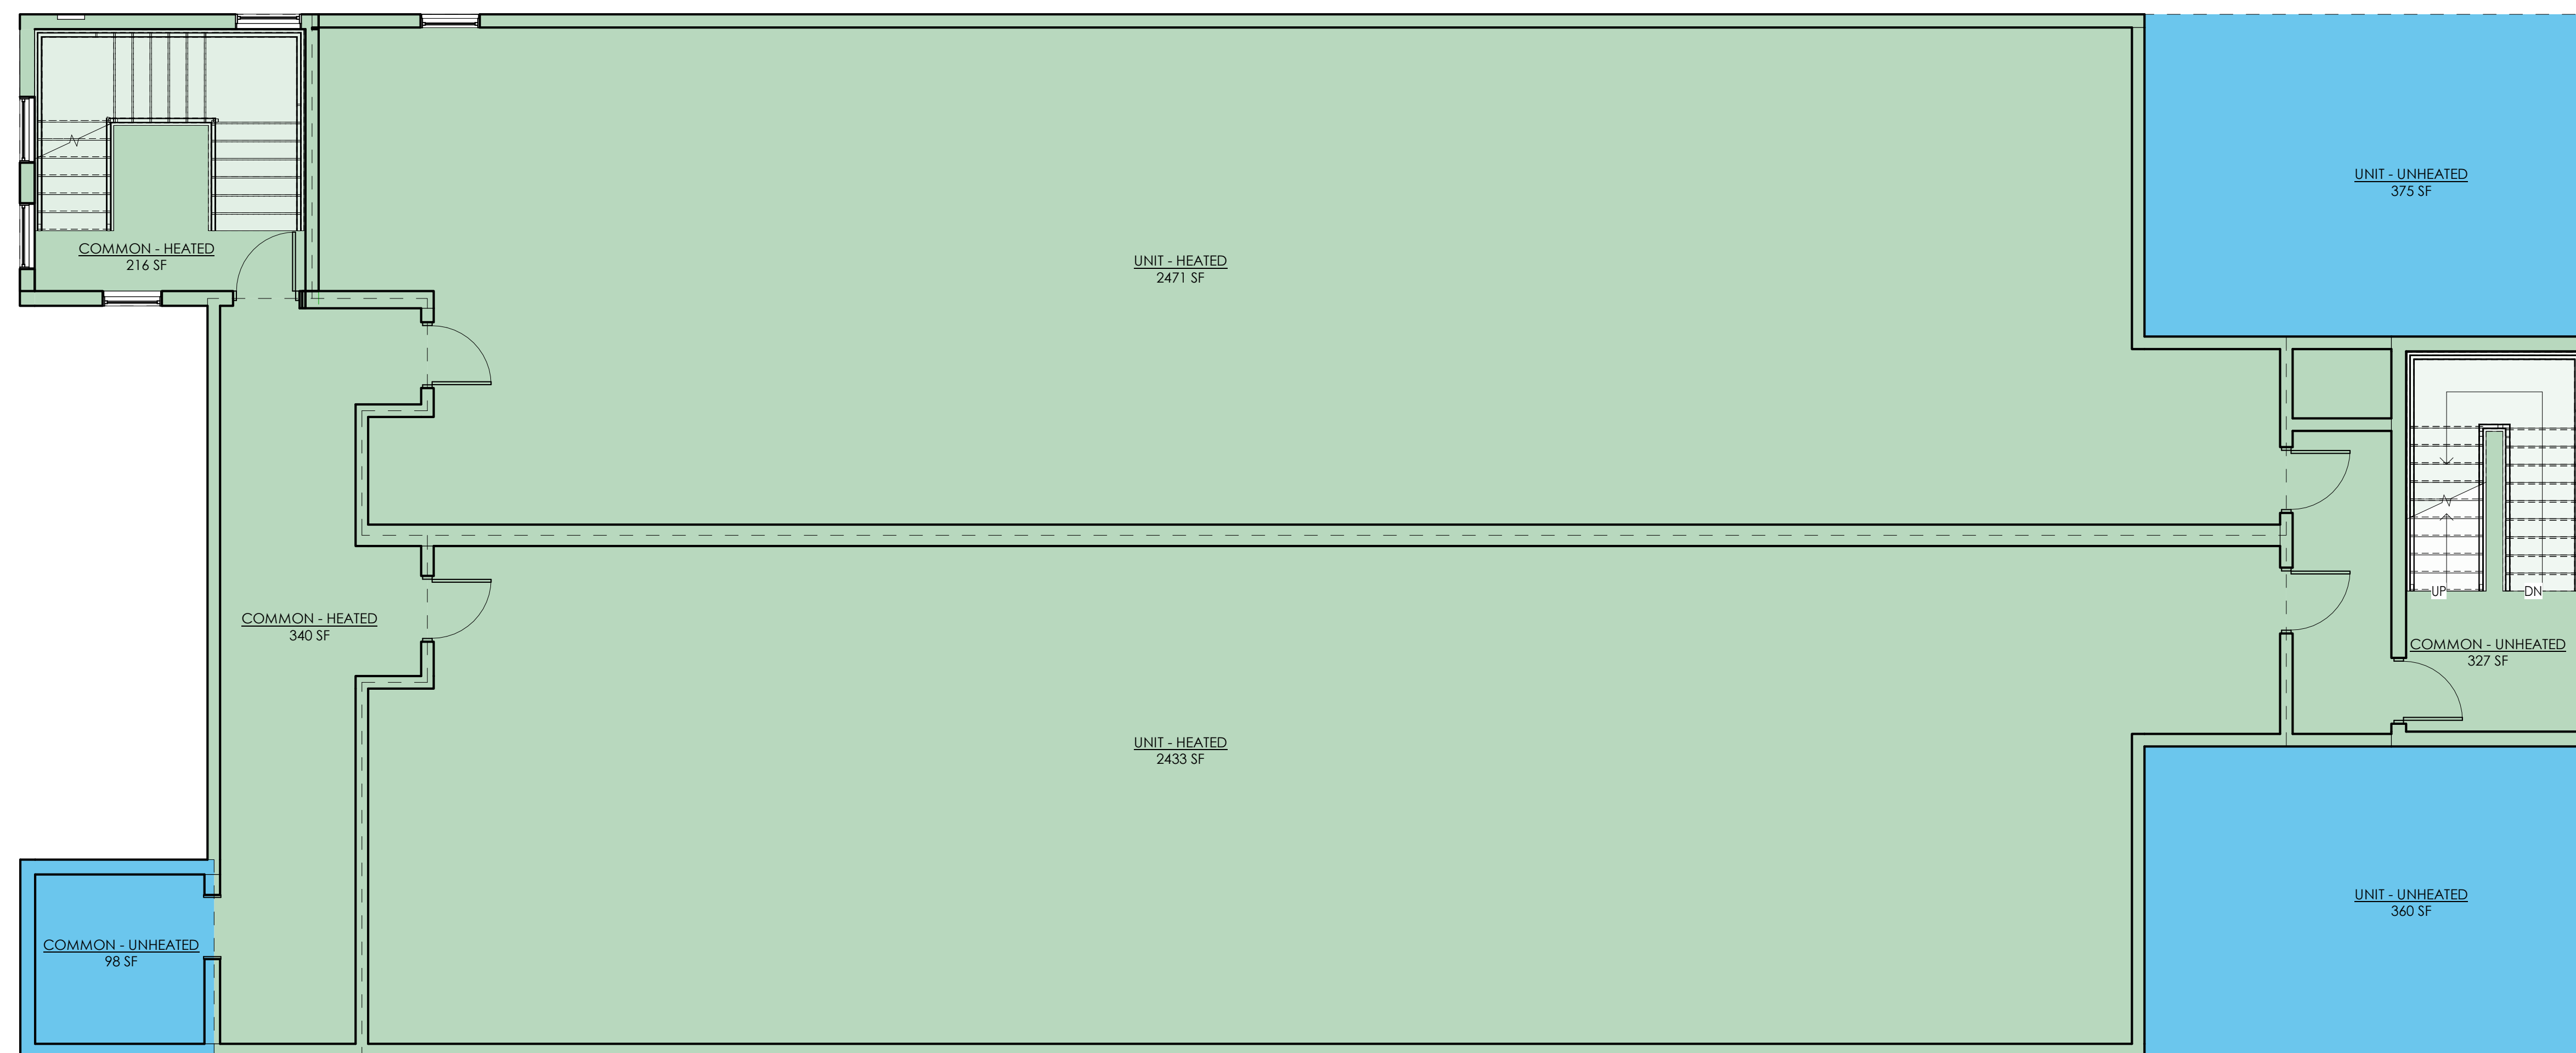 UNIT - UNHEATED
375 SF
COMMON - HEATED
216 SF
UNIT - HEATED
2471 SF
UP
DN
COMMON - HEATED
340 SF
COMMON - UNHEATED
327 SF
UNIT - HEATED
2433 SF
UNIT - UNHEATED
360 SF
COMMON - UNHEATED
98 SF